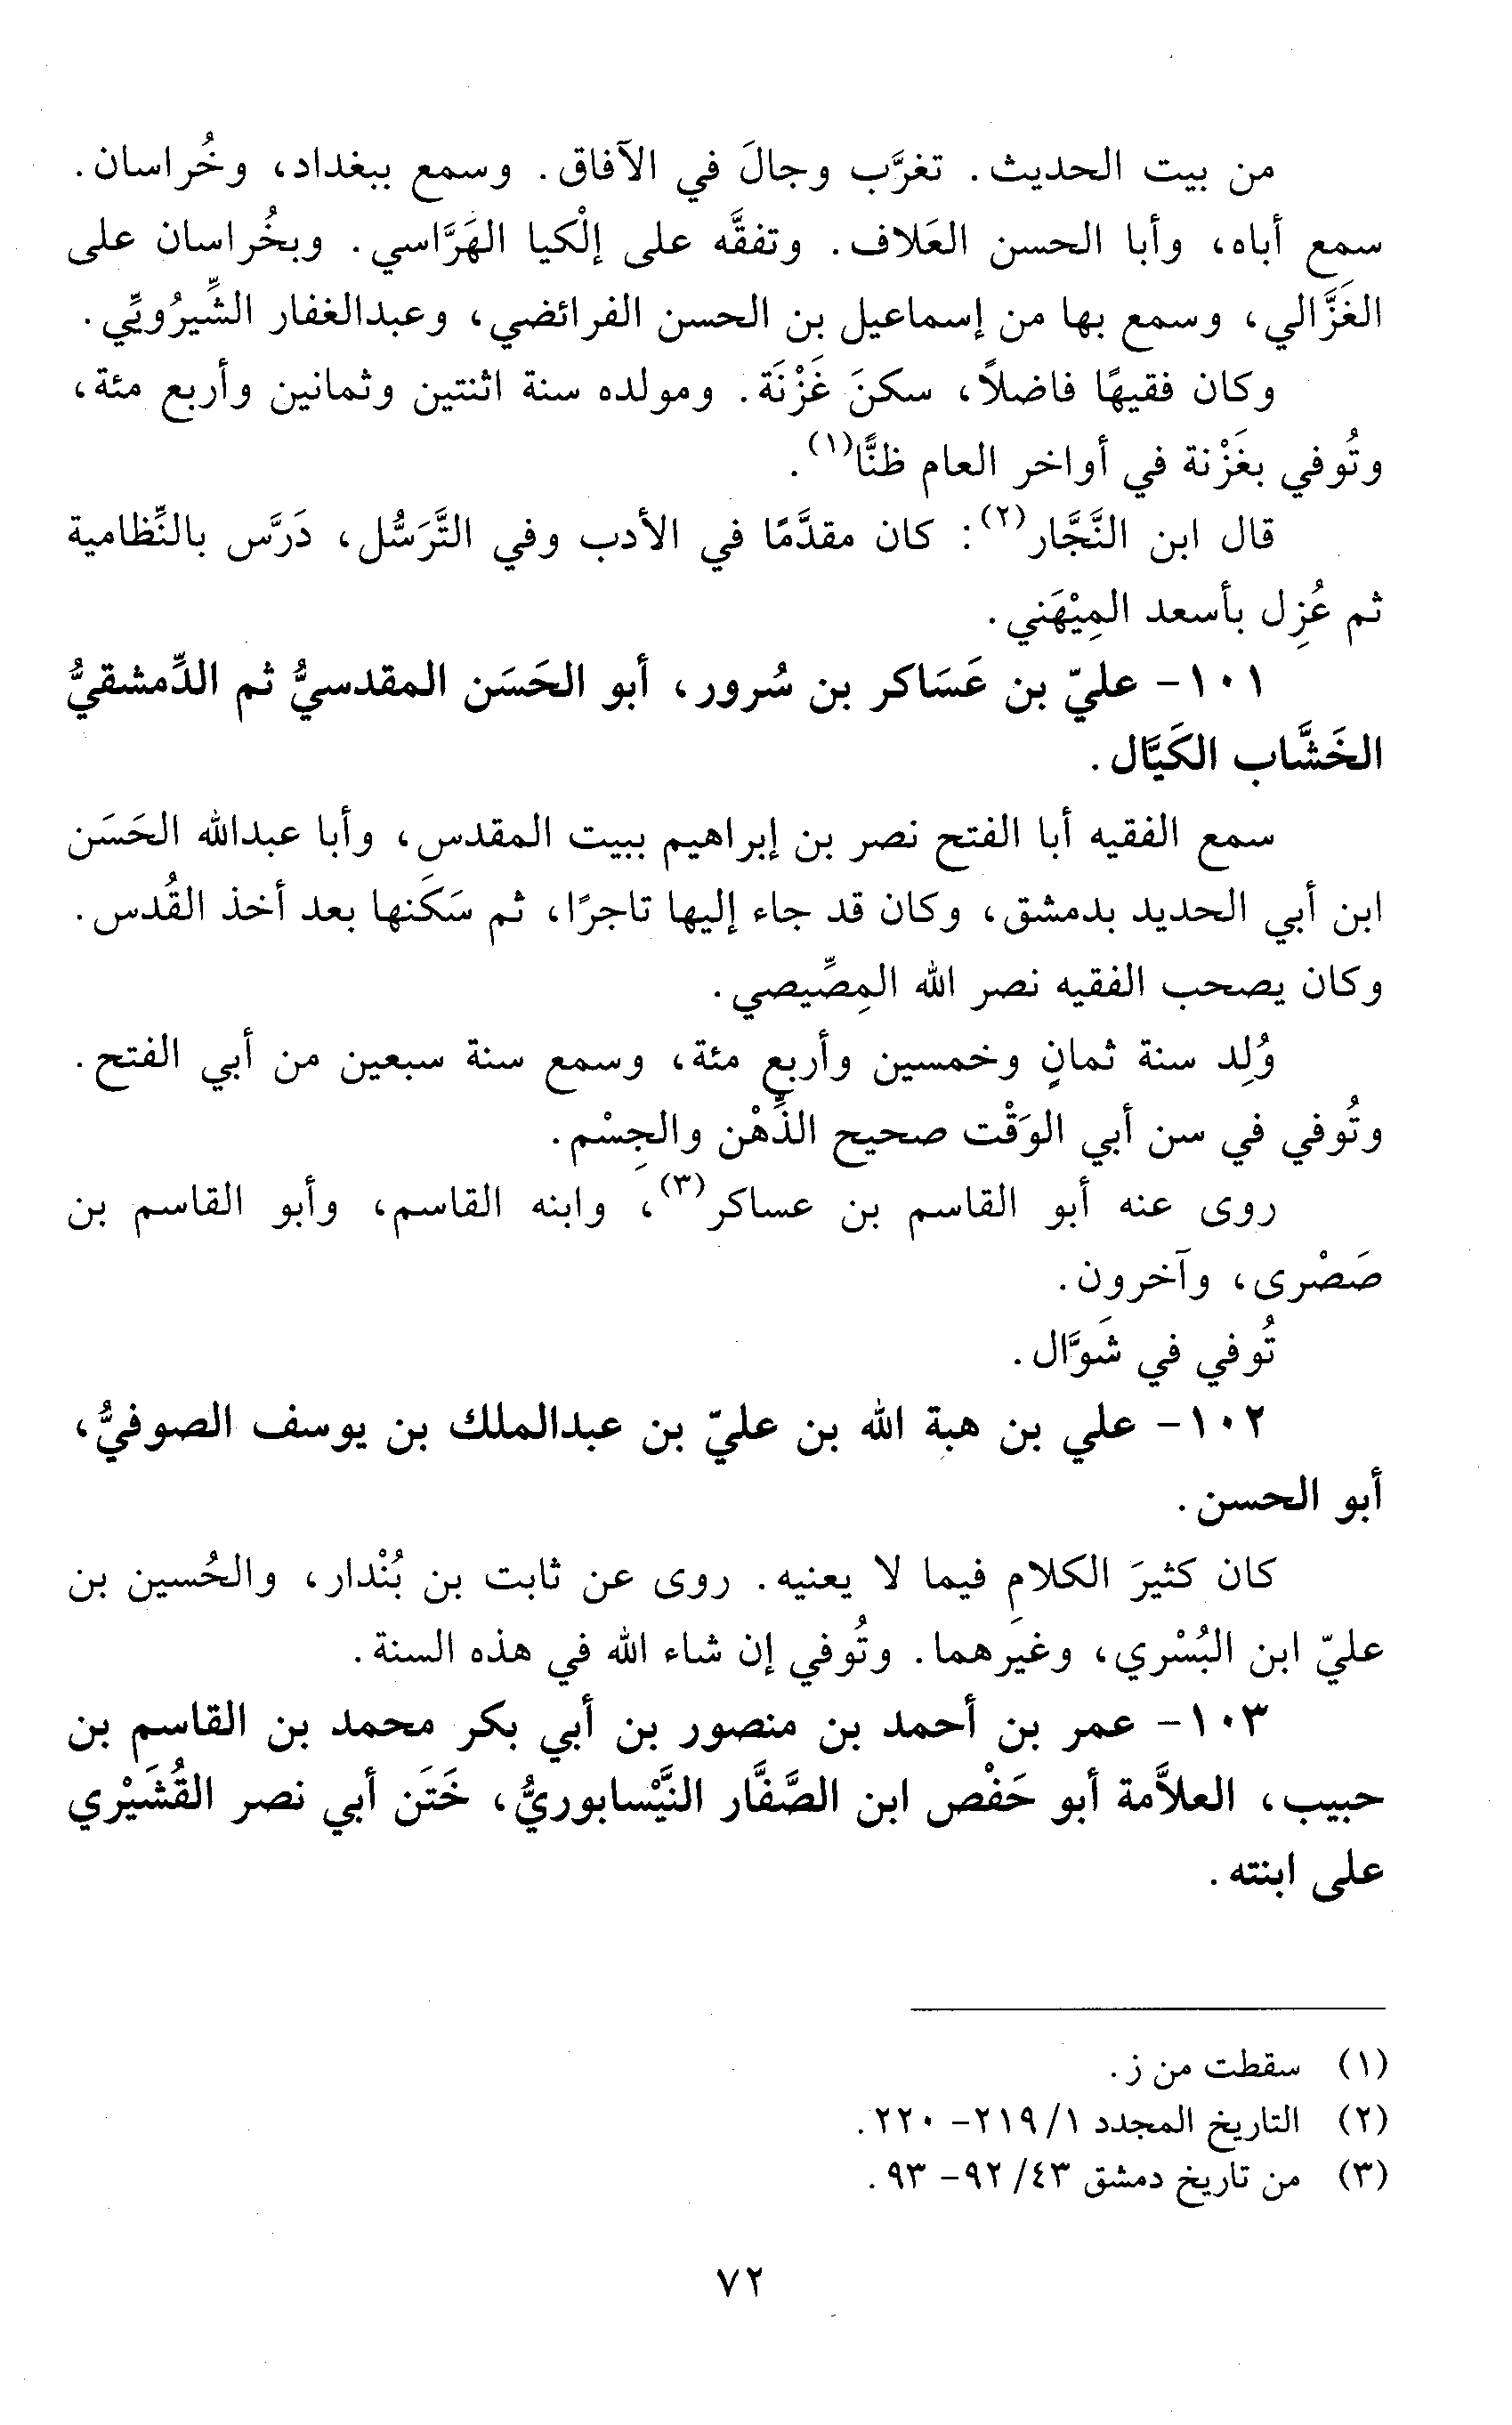 من بيت الحديث. تغرَّب وجالَ في الآفاق. وسمع ببغداد، وخُراسان.
سمع أباه، وأبا الحسن العَلاف. وتفقَّه على إلْكيا الهَرَّاسي. وبخُراسان على
الغَزَّالي، وسمع بها من إسماعيل بن الحسن الفرائضي، وعبدالغفار الشِّيرُويِّي.
وكان فقيهًا فاضلاً، سكنَ غَزْنَة. ومولده سنة اثنتين وثمانين وأربع مئة،
وتُوفي بغَزْنة في أواخر العام ظنًّا(١).
قال ابن النَّجَّار(٢): كان مقدَّمًا في الأدب وفي التَّرَسُّل، دَرَّس بالنِّظامية
ثم عُزِل بأسعد المِيْهَني.
١٠١- عليّ بن عَسَاكر بن سُرور، أبو الحَسَن المقدسيُّ ثم الدِّمشقيُّ
الخَشَّاب الكَيَّال.
سمع الفقيه أبا الفتح نصر بن إبراهيم ببيت المقدس، وأبا عبدالله الحَسَن
ابن أبي الحديد بدمشق، وكان قد جاء إليها تاجرًا، ثم سَكَنها بعد أخذ القُدس.
وكان يصحب الفقيه نصر الله المِصِّيصي.
وُلِد سنة ثمانٍ وخمسين وأربع مئة، وسمع سنة سبعين من أبي الفتح.
وتُوفي في سن أبي الوَقْت صحيح الذِّهْن والجِسْم.
روى عنه أبو القاسم بن عساكر(٣)، وابنه القاسم، وأبو القاسم بن
صَصْرى، وآخرون.
تُوفي في شَوَّال.
١٠٢- علي بن هبة الله بن عليّ بن عبدالملك بن يوسف الصوفيُّ،
أبو الحسن.
كان كثيرَ الكلامِ فيما لا يعنيه. روى عن ثابت بن بُنْدار، والحُسين بن
عليّ ابن البُسْري، وغيرهما. وتُوفي إن شاء الله في هذه السنة.
١٠٣- عمر بن أحمد بن منصور بن أبي بكر محمد بن القاسم بن
حبيب، العلاَّمة أبو حَفْص ابن الصَّفَّار النَّيْسابوريُّ، خَتَن أبي نصر القُشَيْري
على ابنته.
(١) سقطت من ز.
(٢) التاريخ المجدد ١/ ٢١٩- ٢٢٠.
(٣) من تاريخ دمشق ٤٣/ ٩٢- ٩٣.
٧٢